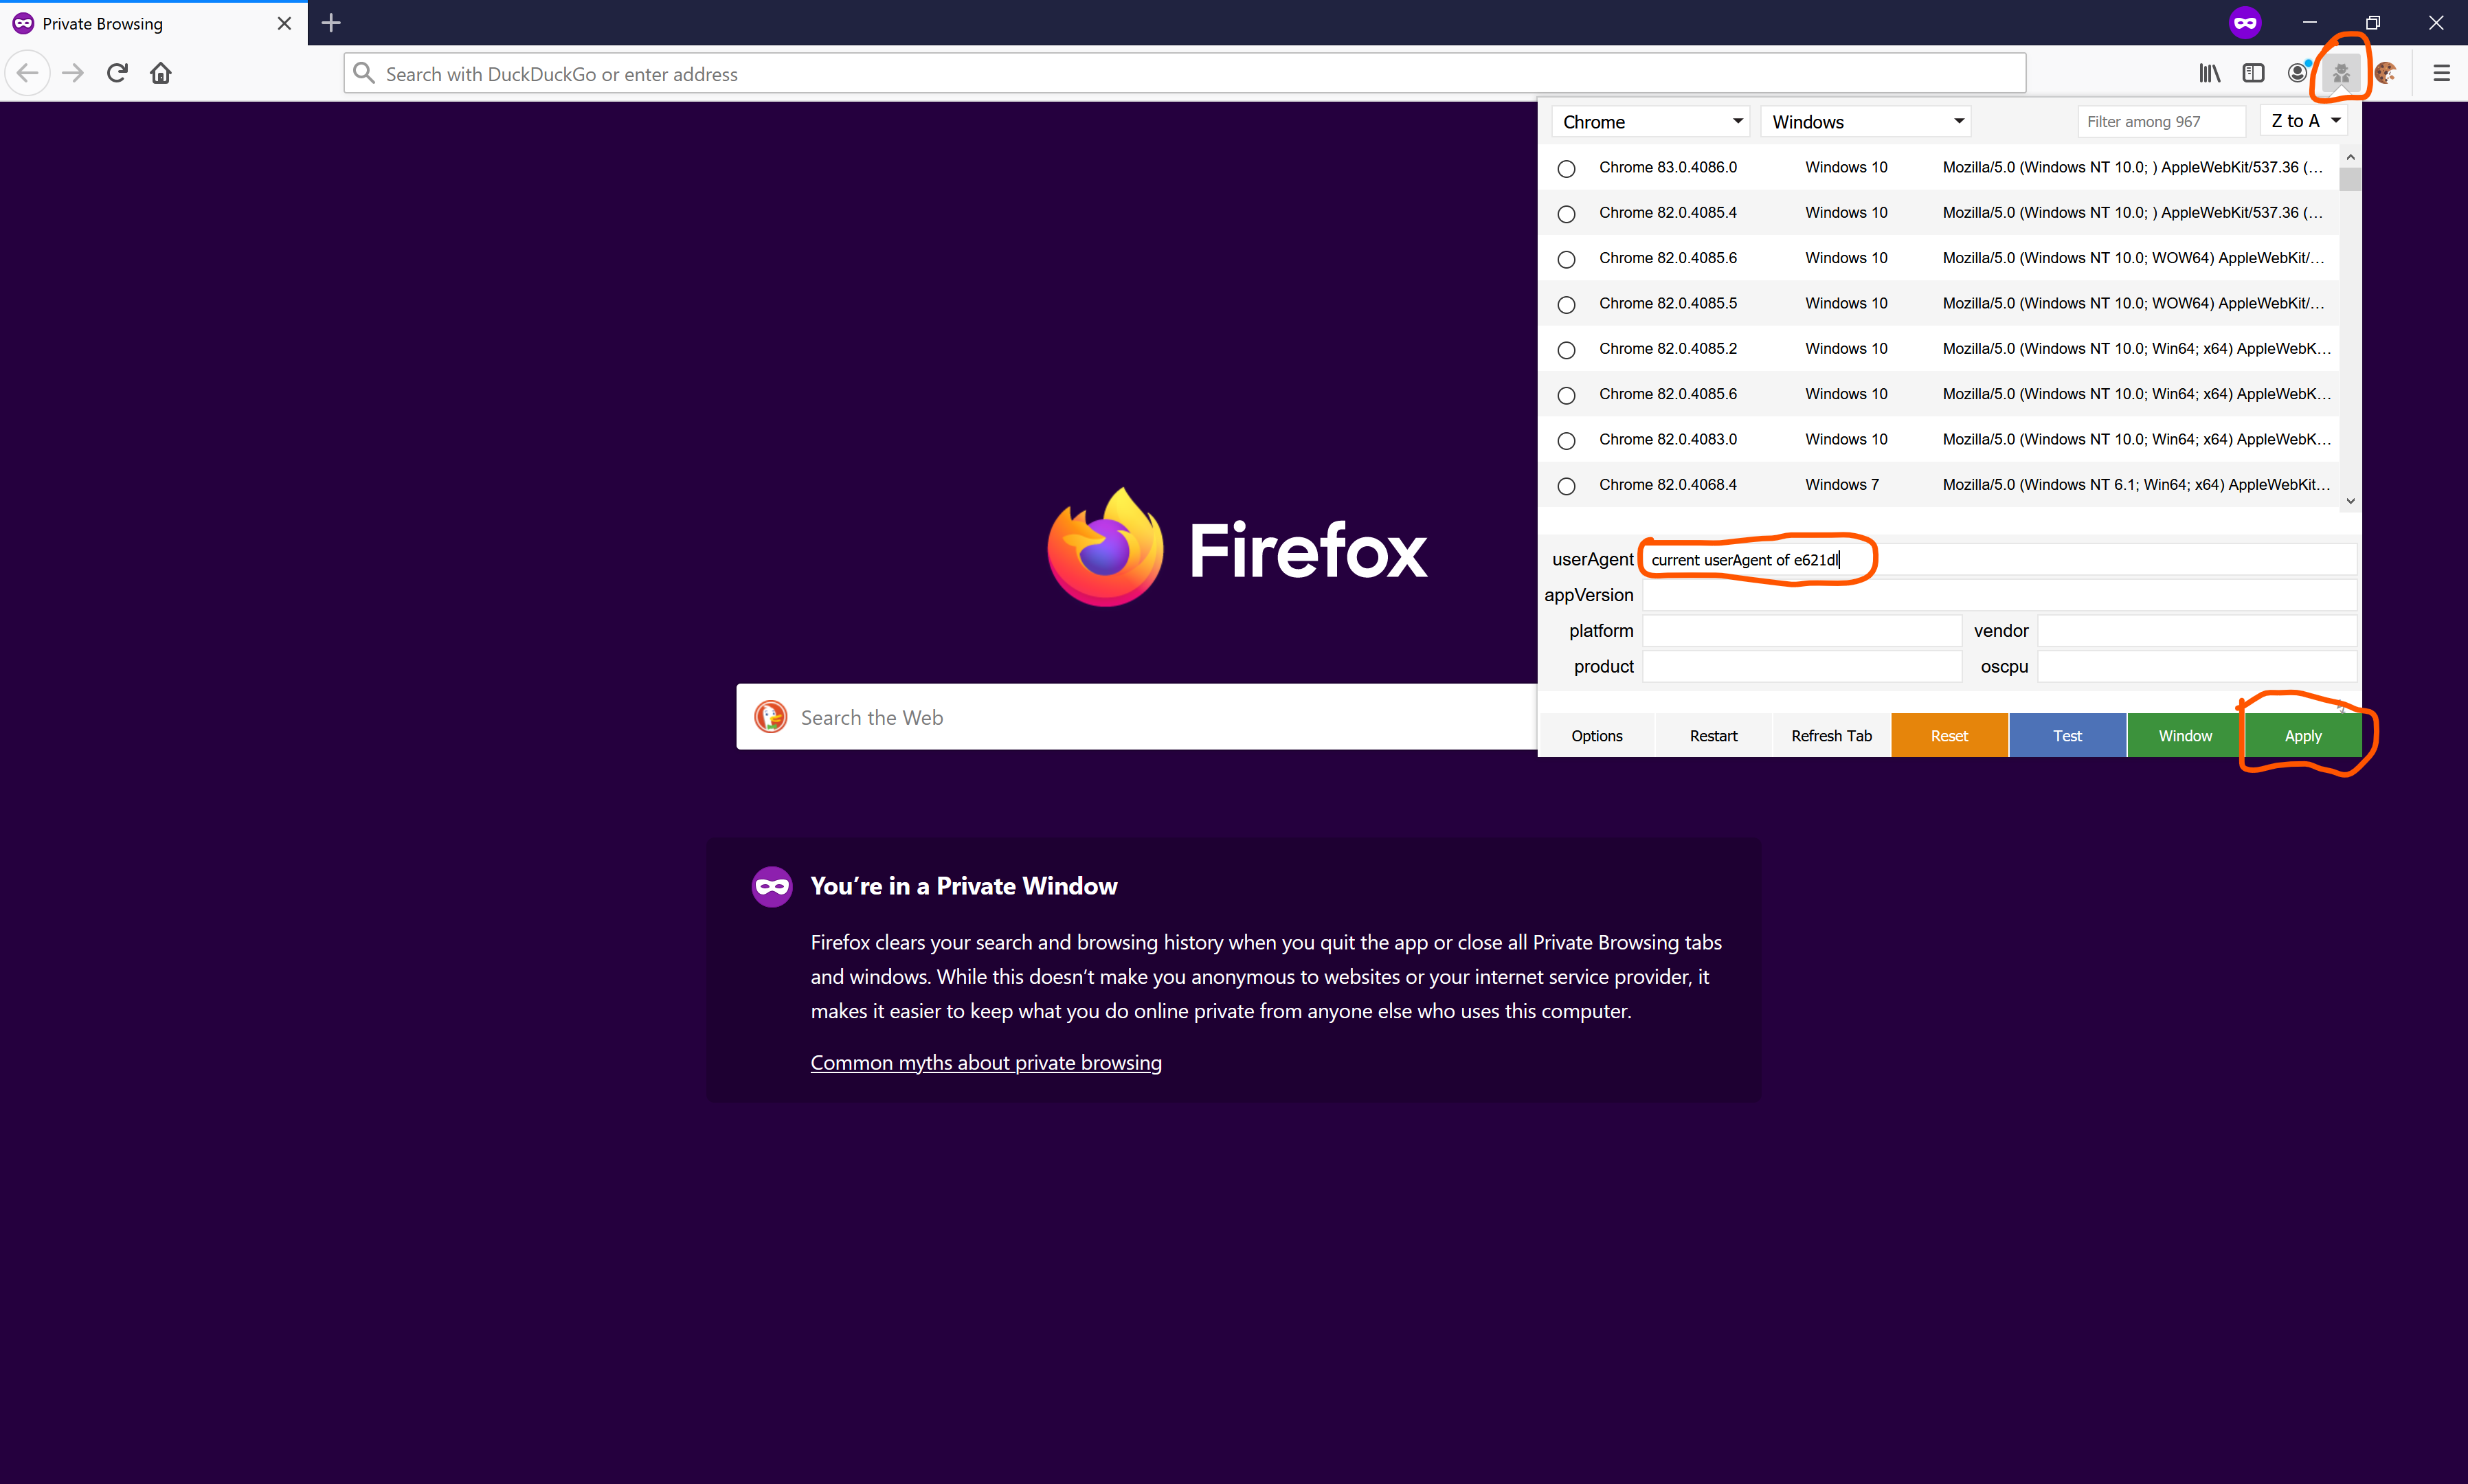 Private Browsing
Search with DuckDuckGo or enter address
Chrome
Windows
Filter among 967
Z to A
Chrome 83.0.4086.0 Windows 10 Mozilla/5.0 (Windows NT 10.0; ) AppleWebKit/537.36 (...
Chrome 82.0.4085.4 Windows 10 Mozilla/5.0 (Windows NT 10.0; ) AppleWebKit/537.36 (...
Chrome 82.0.4085.6 Windows 10 Mozilla/5.0 (Windows NT 10.0; WOW64) AppleWebKit/...
Chrome 82.0.4085.5 Windows 10 Mozilla/5.0 (Windows NT 10.0; WOW64) AppleWebKit/...
Chrome 82.0.4085.2 Windows 10 Mozilla/5.0 (Windows NT 10.0; Win64; x64) AppleWebK...
Chrome 82.0.4085.6 Windows 10 Mozilla/5.0 (Windows NT 10.0; Win64; x64) AppleWebK...
Chrome 82.0.4083.0 Windows 10 Mozilla/5.0 (Windows NT 10.0; Win64; x64) AppleWebK...
Chrome 82.0.4068.4 Windows 7 Mozilla/5.0 (Windows NT 6.1; Win64; x64) AppleWebKit...
userAgent current userAgent of e621dl
appVersion
platform vendor
product oscpu
Options Restart Refresh Tab Reset Test Window Apply
Firefox
Search the Web
You’re in a Private Window
Firefox clears your search and browsing history when you quit the app or close all Private Browsing tabs
and windows. While this doesn’t make you anonymous to websites or your internet service provider, it
makes it easier to keep what you do online private from anyone else who uses this computer.
Common myths about private browsing